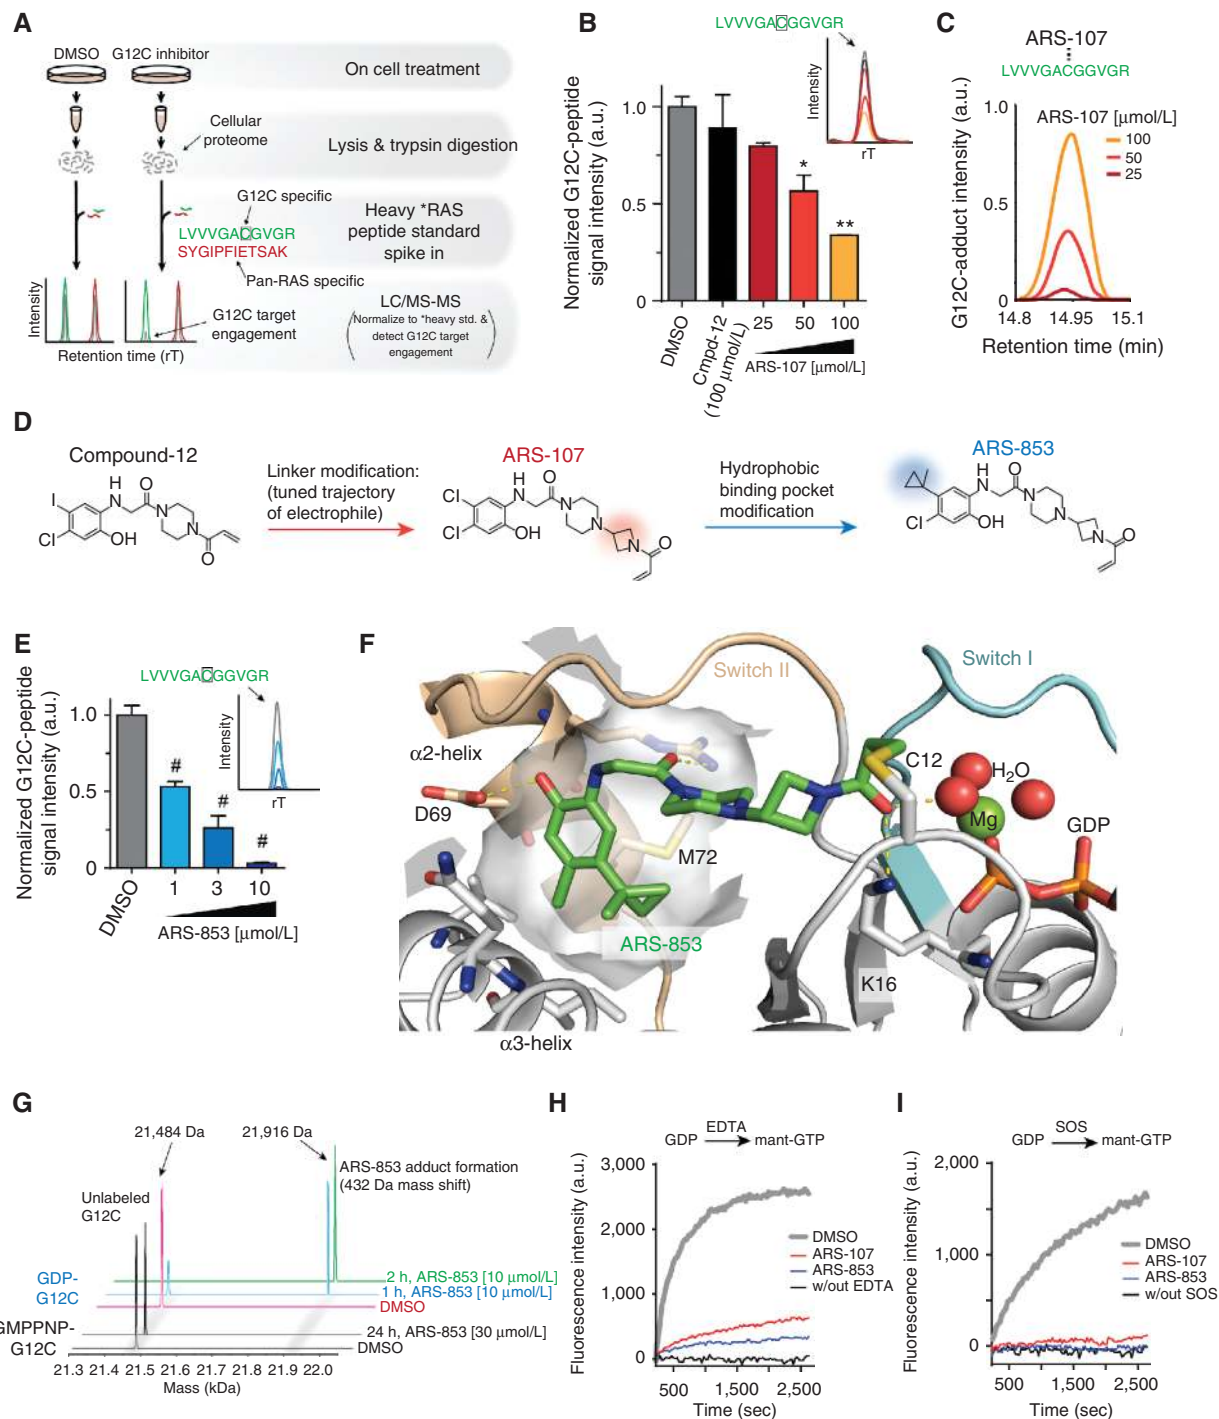 A
DMSO
G12C inhibitor
On cell treatment
Cellular
proteome
Lysis & trypsin digestion
G12C specific
LVVVGACGVGR
SYGIPFIETSAK
Pan-RAS specific
Heavy *RAS
peptide standard
spike in
Intensity
G12C target
engagement
Retention time (rT)
LC/MS-MS
(Normalize to *heavy std. &
detect G12C target
engagement)
B
LVVVGACGGVGR
Normalized G12C-peptide
signal intensity (a.u.)
1.0
0.5
0
*
**
Intensity
rT
DMSO
Cmpd-12
(100 μmol/L)
25
50
100
ARS-107 [μmol/L]
C
ARS-107
LVVVGACGGVGR
G12C-adduct intensity (a.u.)
1.0
0.5
0
ARS-107 [μmol/L]
100
50
25
14.8
14.95
15.1
Retention time (min)
D
Compound-12
H
N
O
I
N
Cl
OH
N
O
Linker modification:
(tuned trajectory
of electrophile)
ARS-107
H
N
O
Cl
N
Cl
OH
N
N
O
Hydrophobic
binding pocket
modification
ARS-853
H
N
O
N
Cl
OH
N
N
O
E
LVVVGACGGVGR
Normalized G12C-peptide
signal intensity (a.u.)
1.0
0.5
0
#
#
#
Intensity
rT
DMSO
1
3
10
ARS-853 [μmol/L]
F
Switch II
Switch I
α2-helix
C12
H2O
D69
Mg
GDP
M72
ARS-853
K16
α3-helix
G
21,484 Da
21,916 Da
ARS-853 adduct formation
(432 Da mass shift)
Unlabeled
G12C
GDP-
G12C
2 h, ARS-853 [10 μmol/L]
1 h, ARS-853 [10 μmol/L]
DMSO
GMPPNP-
G12C
24 h, ARS-853 [30 μmol/L]
DMSO
21.3 21.4 21.5 21.6 21.7 21.8 21.9 22.0
Mass (kDa)
H
GDP
EDTA
mant-GTP
Fluorescence intensity (a.u.)
3,000
2,000
1,000
0
DMSO
ARS-107
ARS-853
w/out EDTA
500
1,500
2,500
Time (sec)
I
GDP
SOS
mant-GTP
Fluorescence intensity (a.u.)
2,000
1,000
0
DMSO
ARS-107
ARS-853
w/out SOS
500
1,500
2,500
Time (sec)